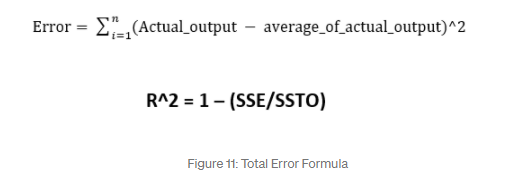 Error = ∑ⁿᵢ₌₁(Actual_output − average_of_actual_output)^2
R^2 = 1 – (SSE/SSTO)
Figure 11: Total Error Formula